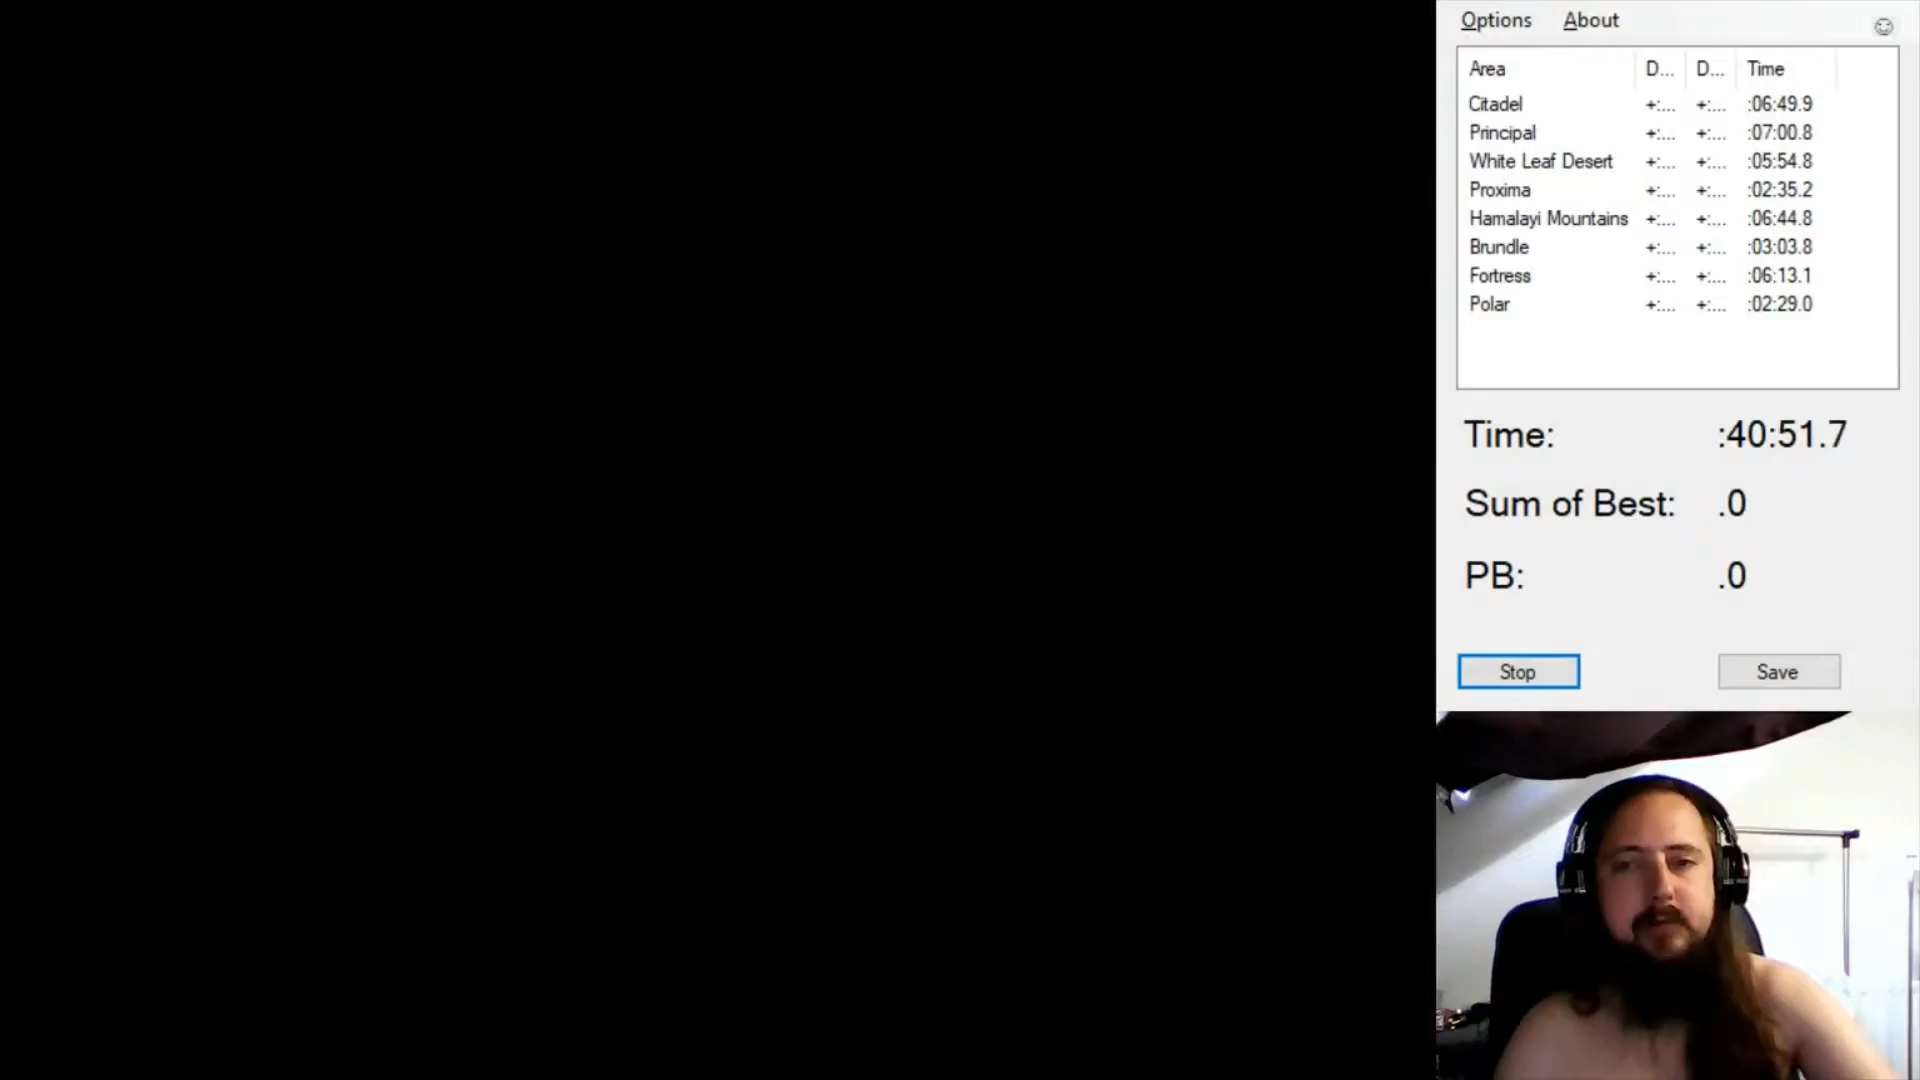 Options About
Area D... D... Time
Citadel +:... +:... :06:49.9
Principal +:... +:... :07:00.8
White Leaf Desert +:... +:... :05:54.8
Proxima +:... +:... :02:35.2
Hamalayi Mountains +:... +:... :06:44.8
Brundle +:... +:... :03:03.8
Fortress +:... +:... :06:13.1
Polar +:... +:... :02:29.0
Time: :40:51.7
Sum of Best: .0
PB: .0
Stop Save